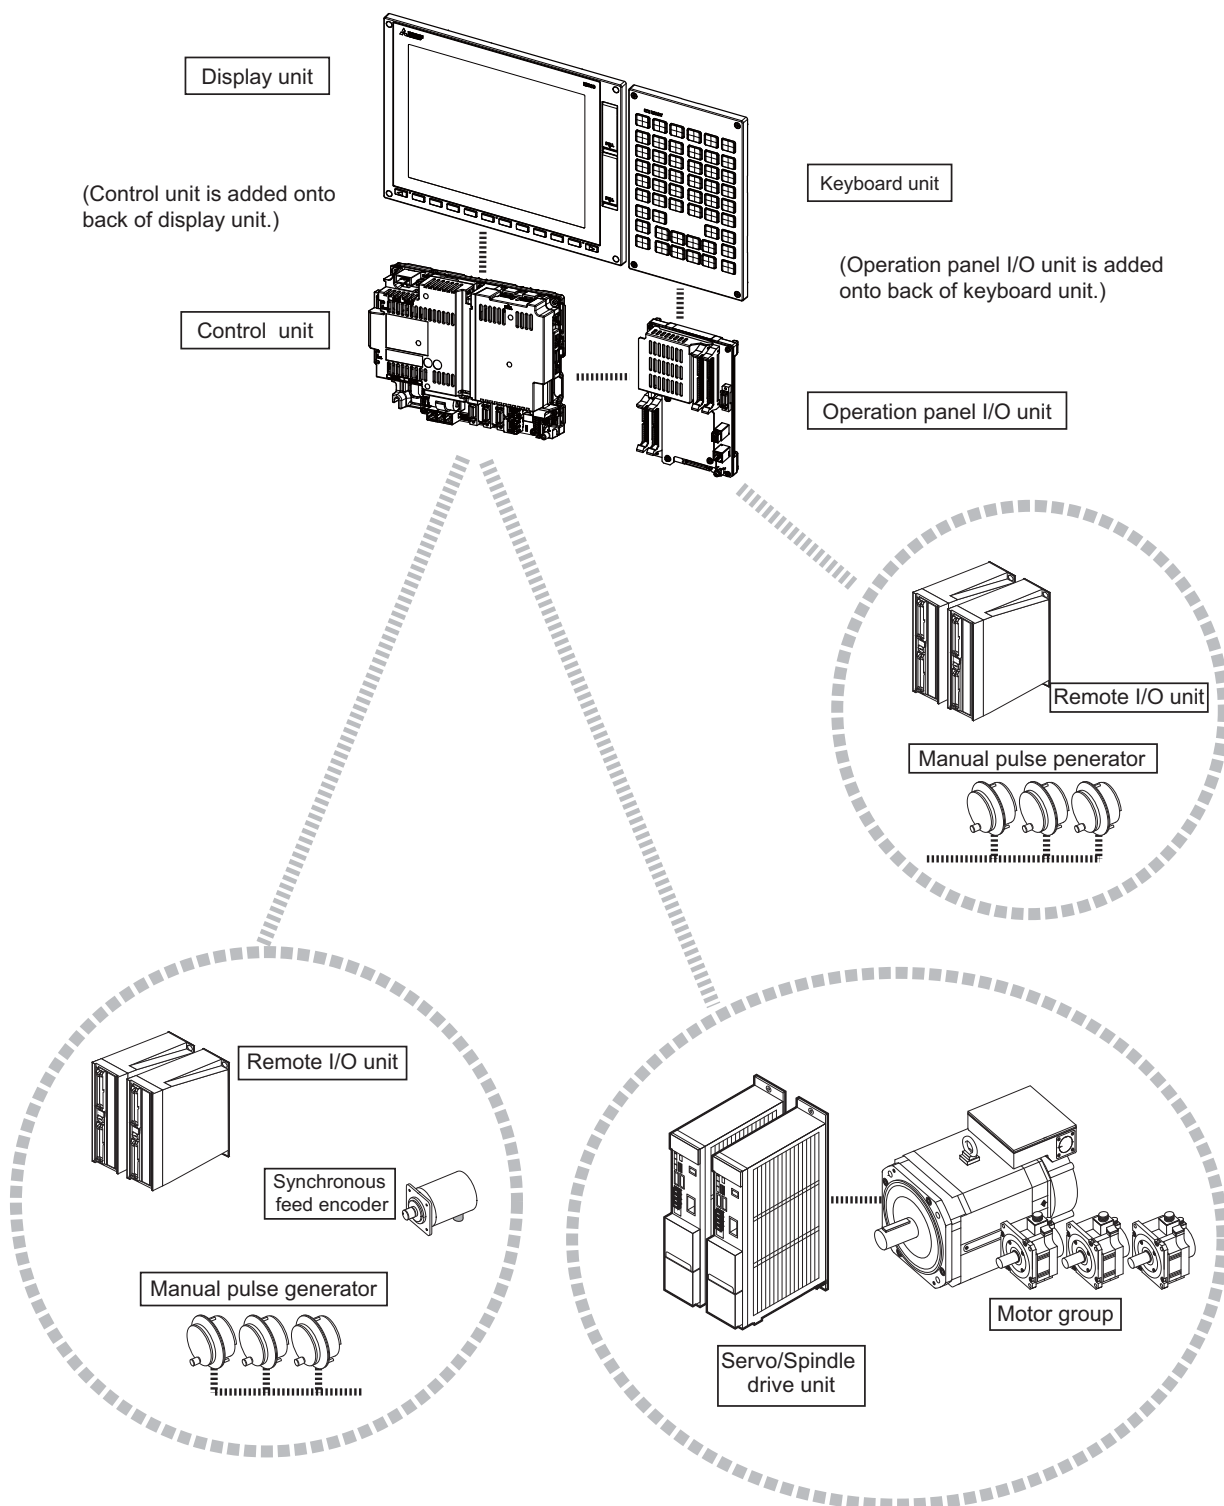 Display unit
(Control unit is added onto
back of display unit.)
Keyboard unit
(Operation panel I/O unit is added
onto back of keyboard unit.)
Control unit
Operation panel I/O unit
Remote I/O unit
Manual pulse penerator
Remote I/O unit
Synchronous
feed encoder
Manual pulse generator
Motor group
Servo/Spindle
drive unit